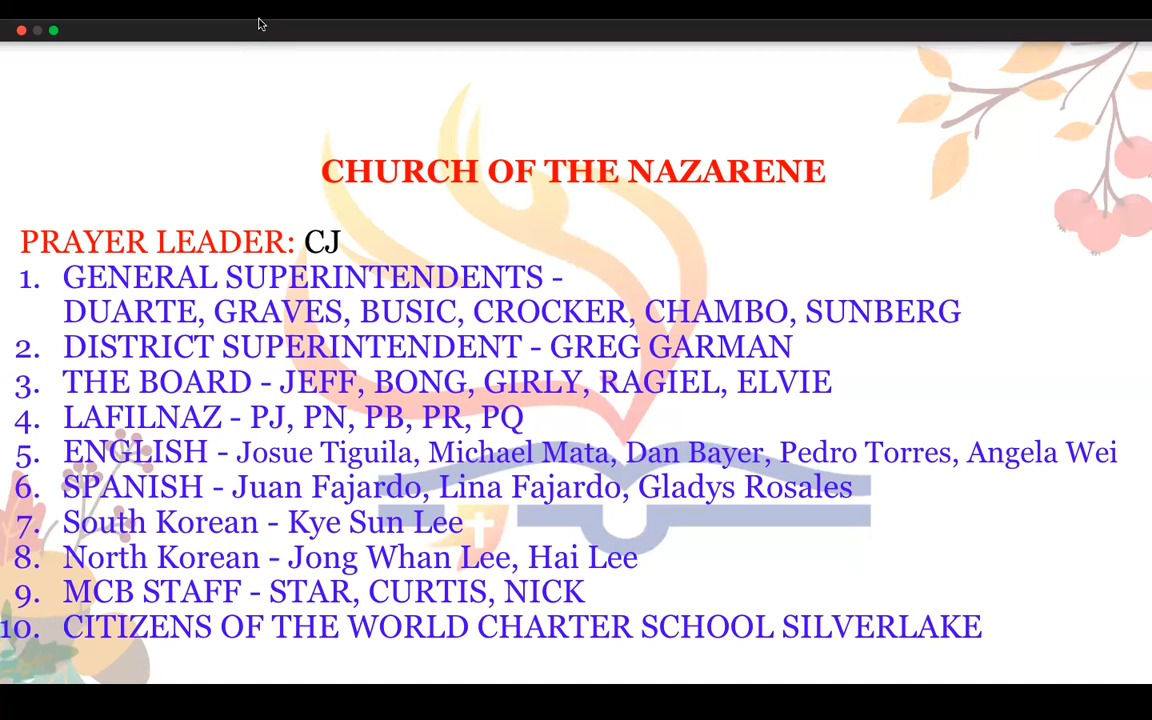 CHURCH OF THE NAZARENE
PRAYER LEADER: CJ
1. GENERAL SUPERINTENDENTS -
DUARTE, GRAVES, BUSIC, CROCKER, CHAMBO, SUNBERG
2. DISTRICT SUPERINTENDENT - GREG GARMAN
3. THE BOARD - JEFF, BONG, GIRLY, RAGIEL, ELVIE
4. LAFILNAZ - PJ, PN, PB, PR, PQ
5. ENGLISH - Josue Tiguila, Michael Mata, Dan Bayer, Pedro Torres, Angela Wei
6. SPANISH - Juan Fajardo, Lina Fajardo, Gladys Rosales
7. South Korean - Kye Sun Lee
8. North Korean - Jong Whan Lee, Hai Lee
9. MCB STAFF - STAR, CURTIS, NICK
10. CITIZENS OF THE WORLD CHARTER SCHOOL SILVERLAKE